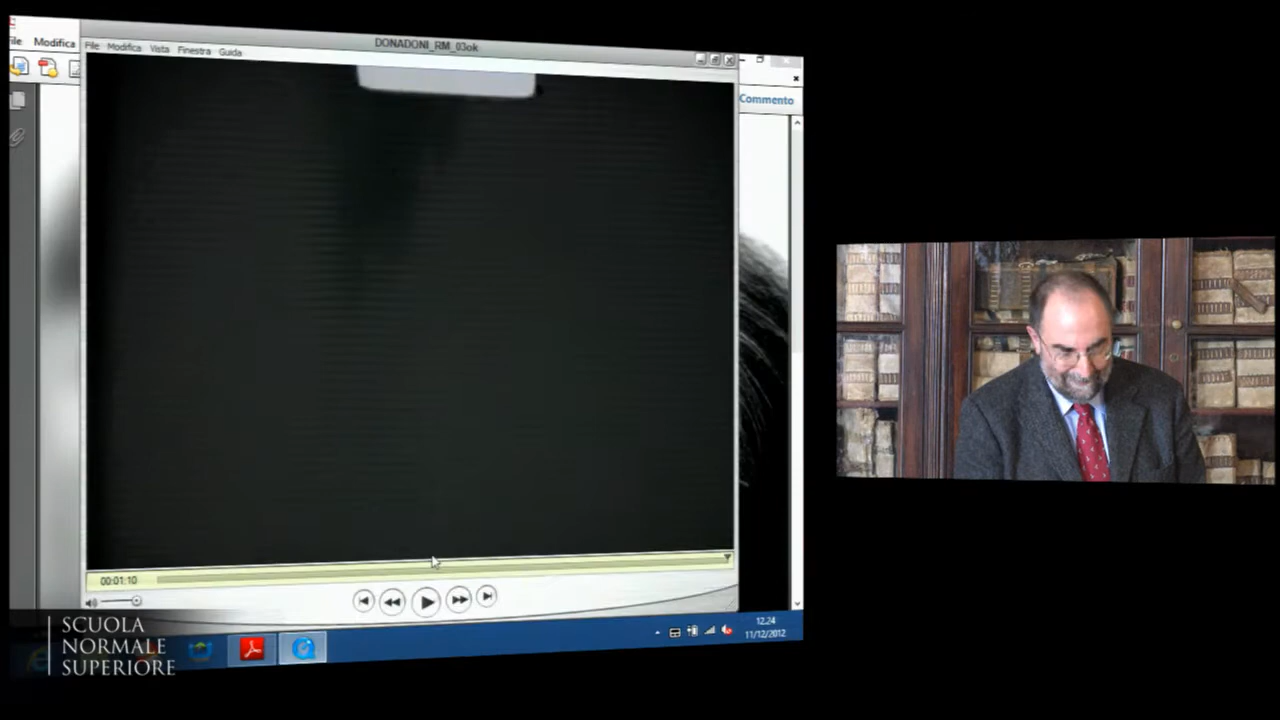 File Modifica
File Modifica Vista Finestra Guida
DONADONI_RM_03ok
Commento
00:01:10
12.24
11/12/2012
SCUOLA
NORMALE
SUPERIORE